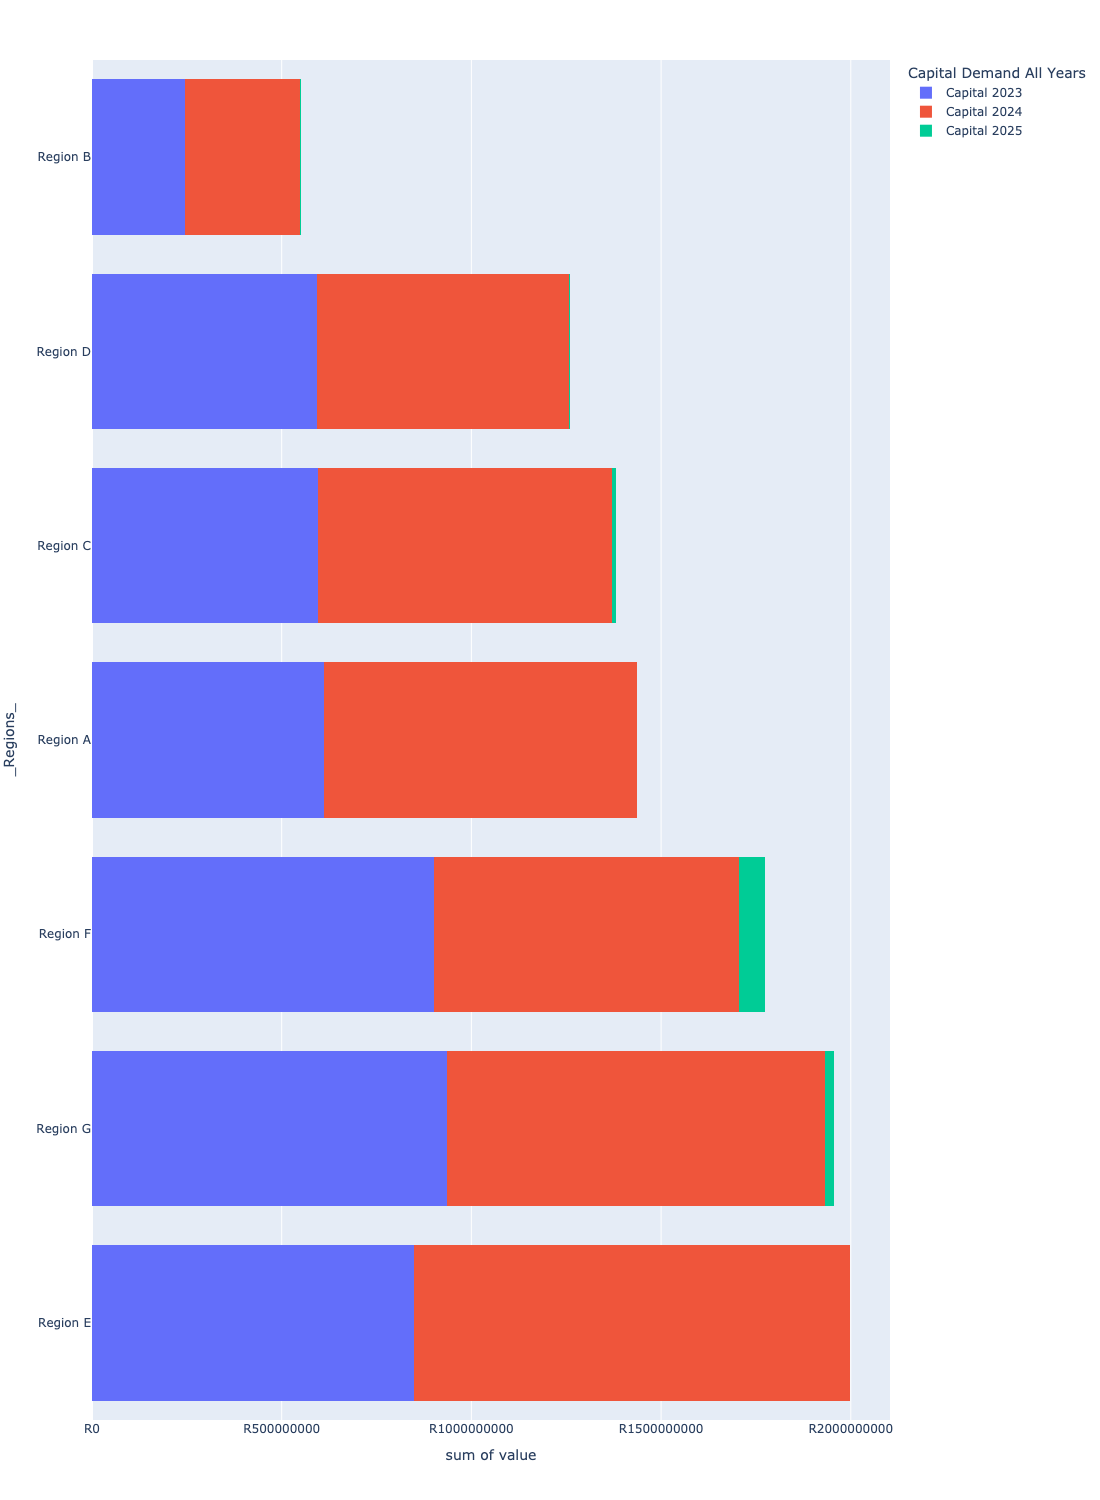 Capital Demand All Years
Capital 2023
Capital 2024
Capital 2025
Region B
Region D
Region C
Region A
Region F
Region G
Region E
_Regions_
R0
R500000000
R1000000000
R1500000000
R2000000000
sum of value